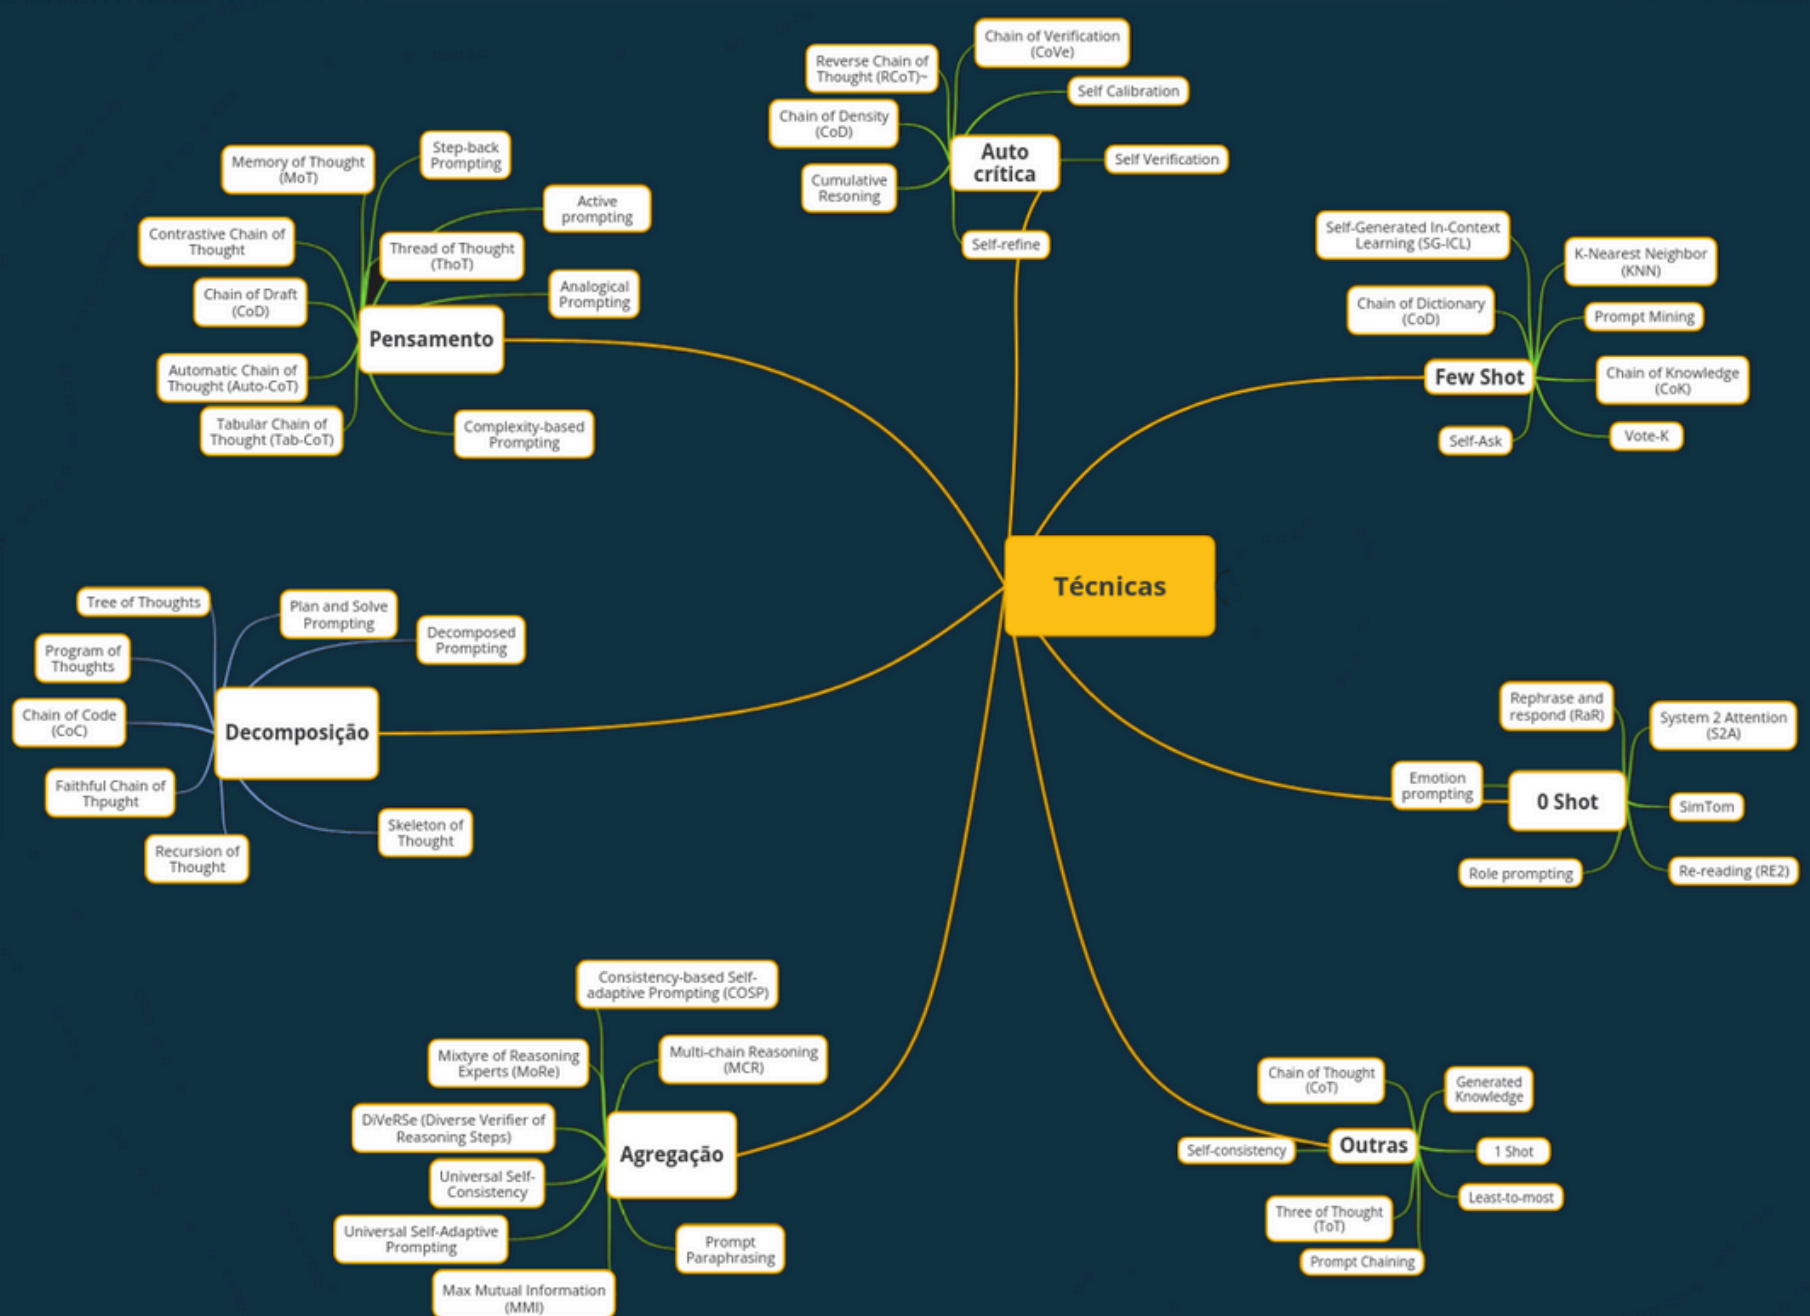 Técnicas
Auto
crítica
Reverse Chain of
Thought (RCoT)~
Chain of Density
(CoD)
Cumulative
Resoning
Self-refine
Chain of Verification
(CoVe)
Self Calibration
Self Verification
Pensamento
Memory of Thought
(MoT)
Step-back
Prompting
Active
prompting
Contrastive Chain of
Thought
Thread of Thought
(ThoT)
Chain of Draft
(CoD)
Analogical
Prompting
Automatic Chain of
Thought (Auto-CoT)
Tabular Chain of
Thought (Tab-CoT)
Complexity-based
Prompting
Few Shot
Self-Generated In-Context
Learning (SG-ICL)
K-Nearest Neighbor
(KNN)
Chain of Dictionary
(CoD)
Prompt Mining
Chain of Knowledge
(CoK)
Self-Ask
Vote-K
Decomposição
Tree of Thoughts
Plan and Solve
Prompting
Decomposed
Prompting
Program of
Thoughts
Chain of Code
(CoC)
Faithful Chain of
Thpught
Recursion of
Thought
Skeleton of
Thought
0 Shot
Rephrase and
respond (RaR)
System 2 Attention
(S2A)
Emotion
prompting
SimTom
Role prompting
Re-reading (RE2)
Agregação
Consistency-based Self-
adaptive Prompting (COSP)
Mixtyre of Reasoning
Experts (MoRe)
Multi-chain Reasoning
(MCR)
DiVeRSe (Diverse Verifier of
Reasoning Steps)
Universal Self-
Consistency
Universal Self-Adaptive
Prompting
Prompt
Paraphrasing
Max Mutual Information
(MMI)
Outras
Chain of Thought
(CoT)
Generated
Knowledge
Self-consistency
1 Shot
Least-to-most
Three of Thought
(ToT)
Prompt Chaining